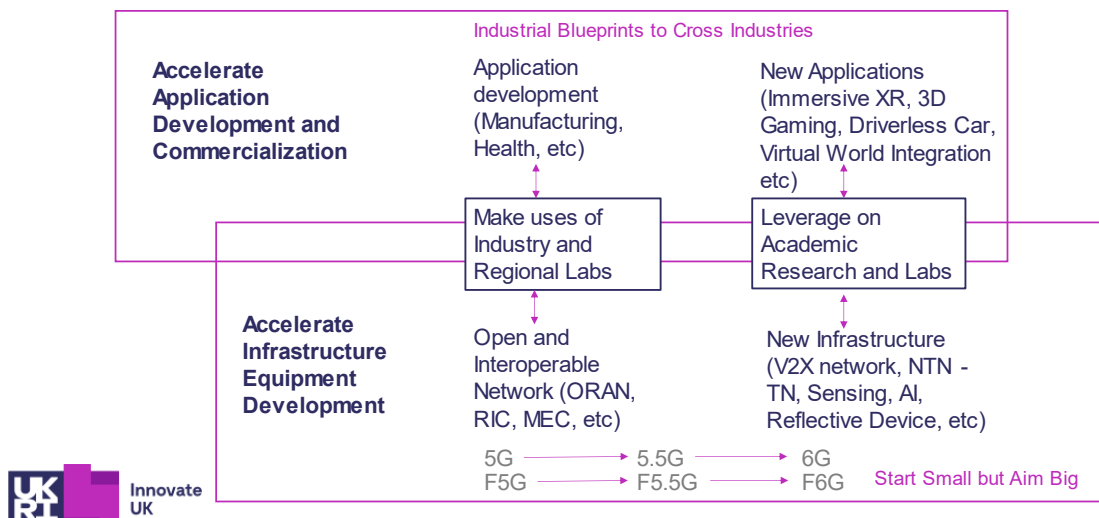 Industrial Blueprints to Cross Industries
Accelerate
Application
Development and
Commercialization
Application
development
(Manufacturing,
Health, etc)
New Applications
(Immersive XR, 3D
Gaming, Driverless Car,
Virtual World Integration
etc)
Make uses of
Industry and
Regional Labs
Leverage on
Academic
Research and Labs
Accelerate
Infrastructure
Equipment
Development
Open and
Interoperable
Network (ORAN,
RIC, MEC, etc)
New Infrastructure
(V2X network, NTN -
TN, Sensing, AI,
Reflective Device, etc)
5G 5.5G 6G
F5G F5.5G F6G
Start Small but Aim Big
UK
RI
Innovate
UK